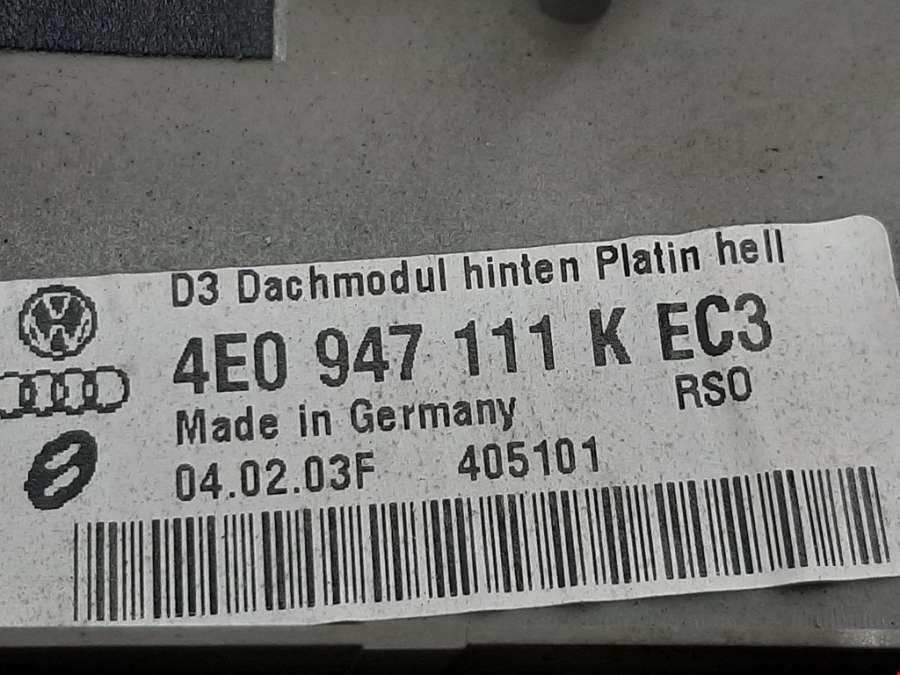 D3 Dachmodul hinten Platin hell
4E0 947 111 K EC3
Made in Germany RSO
04.02.03F 405101